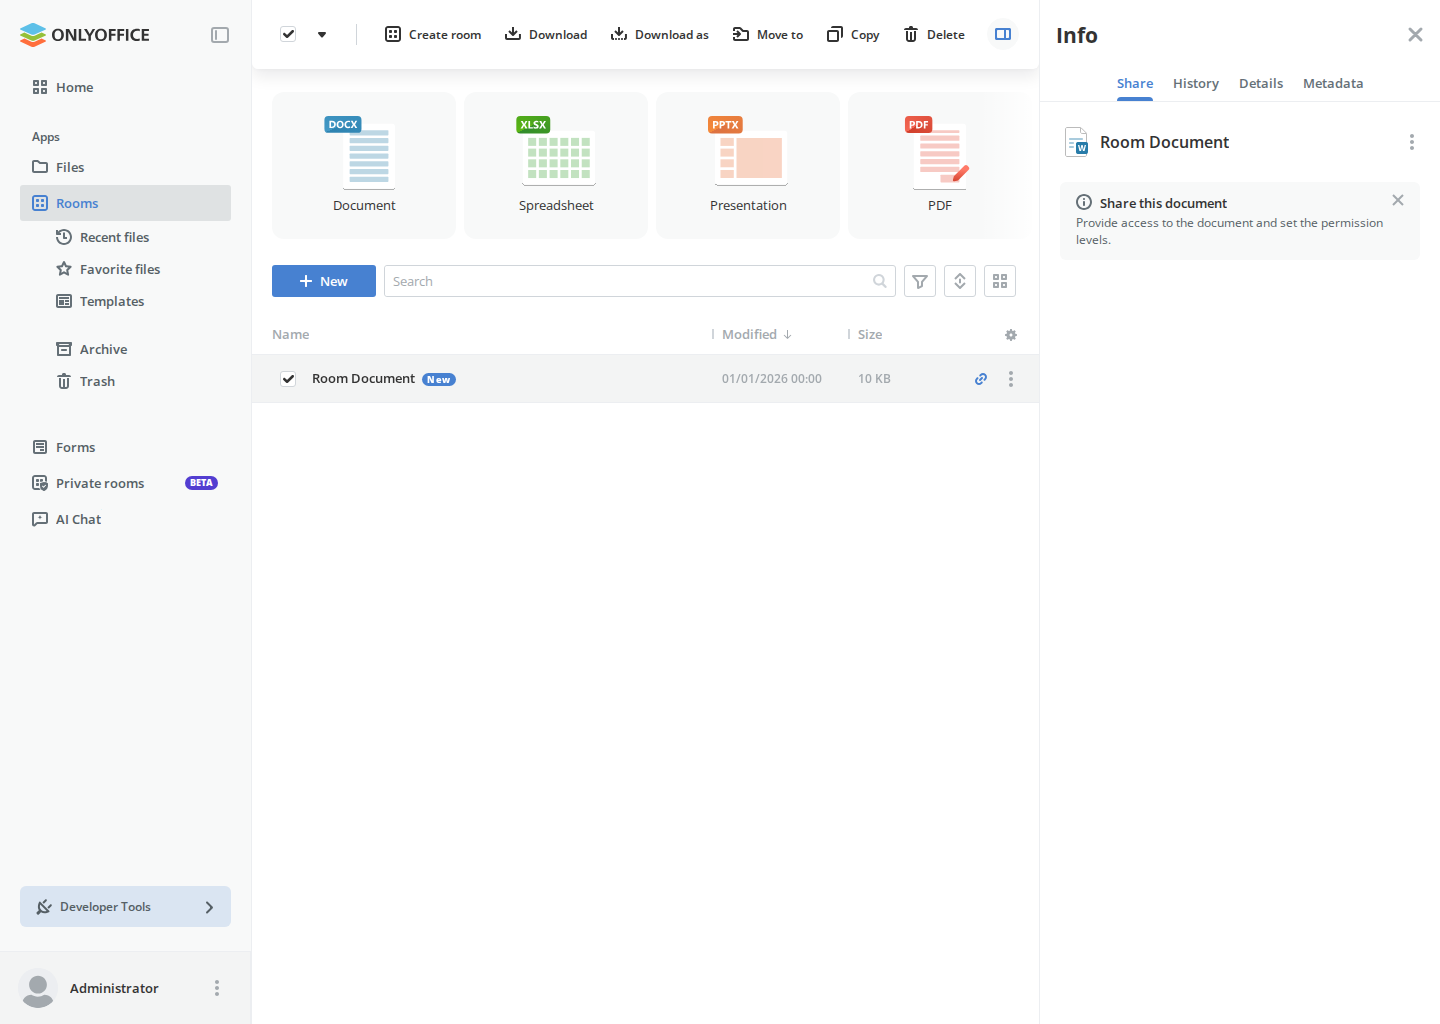 ONLYOFFICE
Home
Apps
Files
Rooms
Recent files
Favorite files
Templates
Archive
Trash
Forms
Private rooms
BETA
AI Chat
Developer Tools
Administrator
Create room
Download
Download as
Move to
Copy
Delete
DOCX
Document
XLSX
Spreadsheet
PPTX
Presentation
PDF
PDF
New
Search
Name
Modified
Size
Room Document
New
01/01/2026 00:00
10 KB
Info
Share
History
Details
Metadata
W
Room Document
Share this document
Provide access to the document and set the permission
levels.